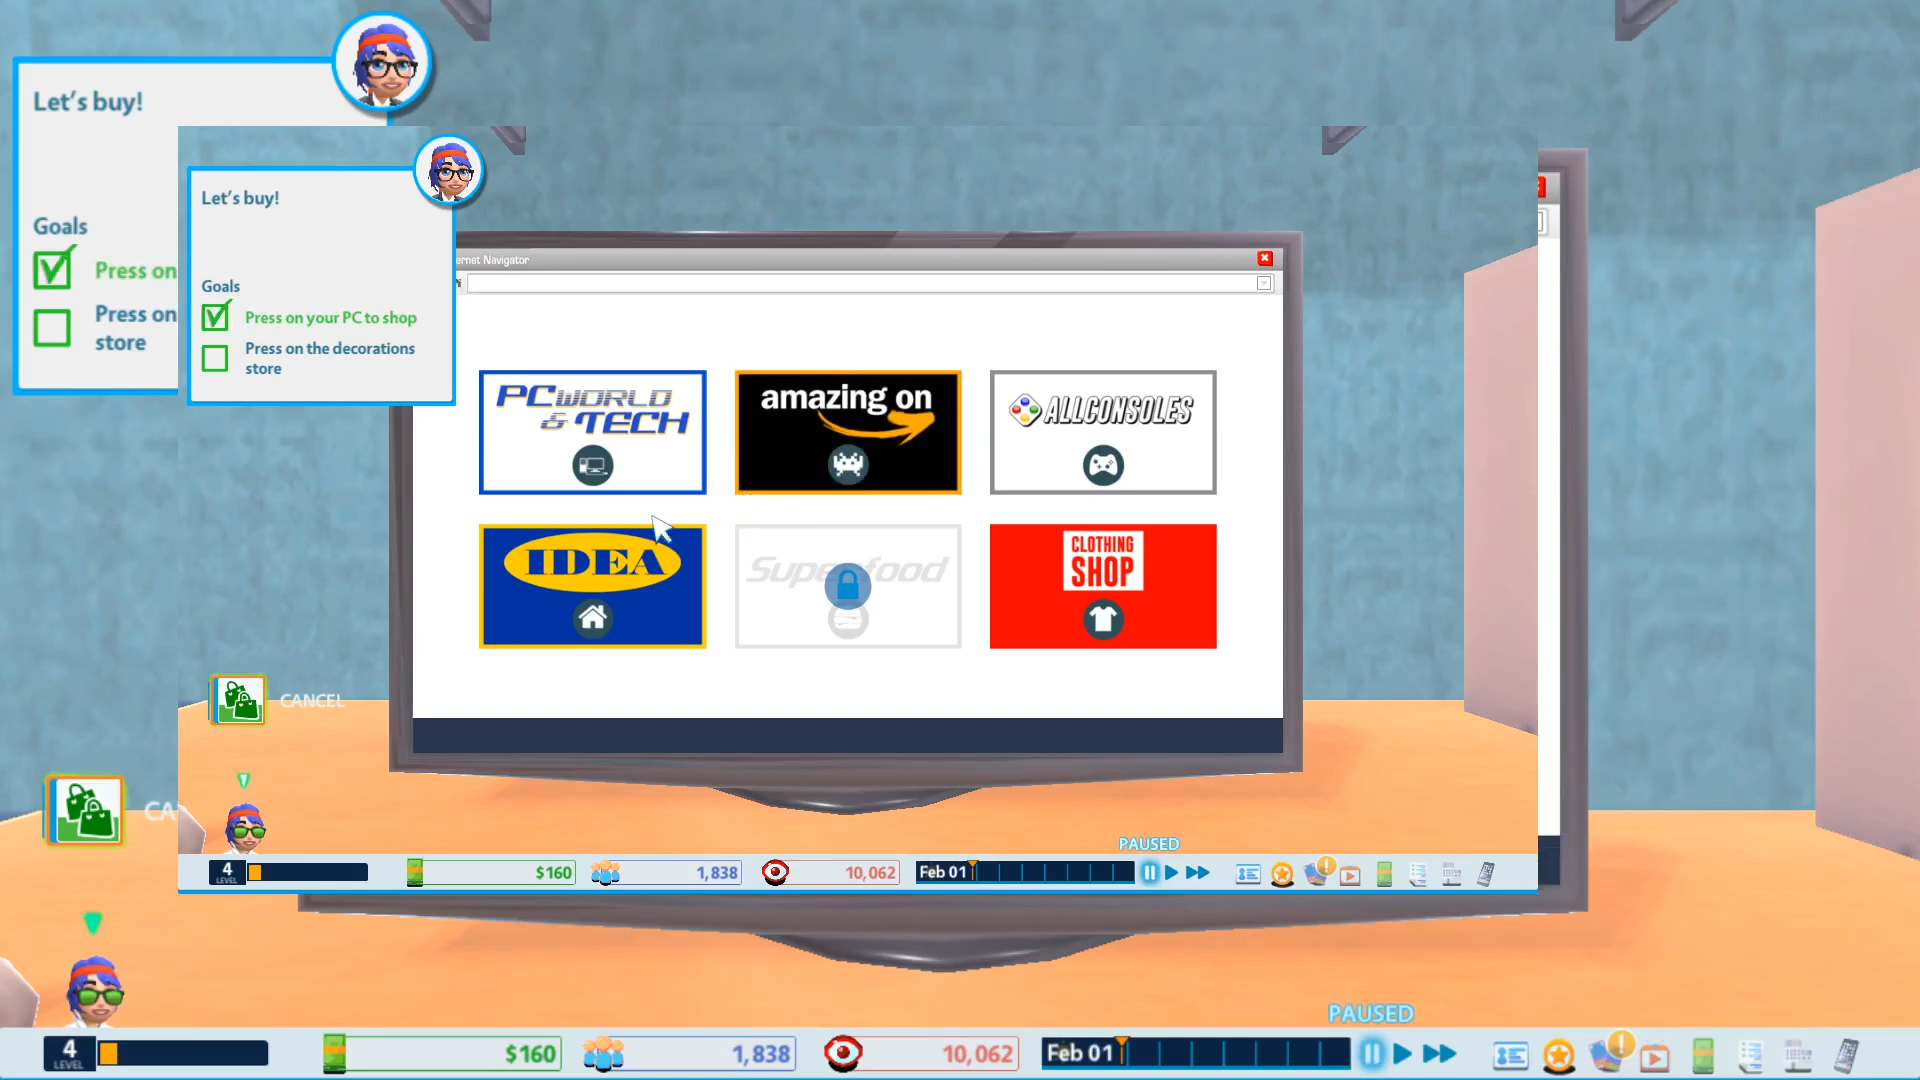 Let's buy!
Goals
Press on
Press on
store
Let's buy!
Goals
Press on your PC to shop
Press on the decorations
store
ernet Navigator
PCWORLD
& TECH
amazing on
ALLCONSOLES
IDEA
Superfood
CLOTHING
SHOP
CANCEL
CA
PAUSED
4
LEVEL
$160
1,838
10,062
Feb 01
PAUSED
4
LEVEL
$160
1,838
10,062
Feb 01